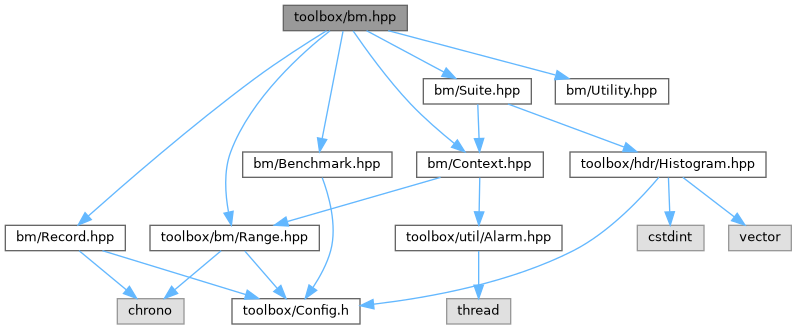 toolbox/bm.hpp
bm/Suite.hpp
bm/Utility.hpp
bm/Benchmark.hpp
bm/Context.hpp
toolbox/hdr/Histogram.hpp
bm/Record.hpp
toolbox/bm/Range.hpp
toolbox/util/Alarm.hpp
cstdint
vector
chrono
toolbox/Config.h
thread